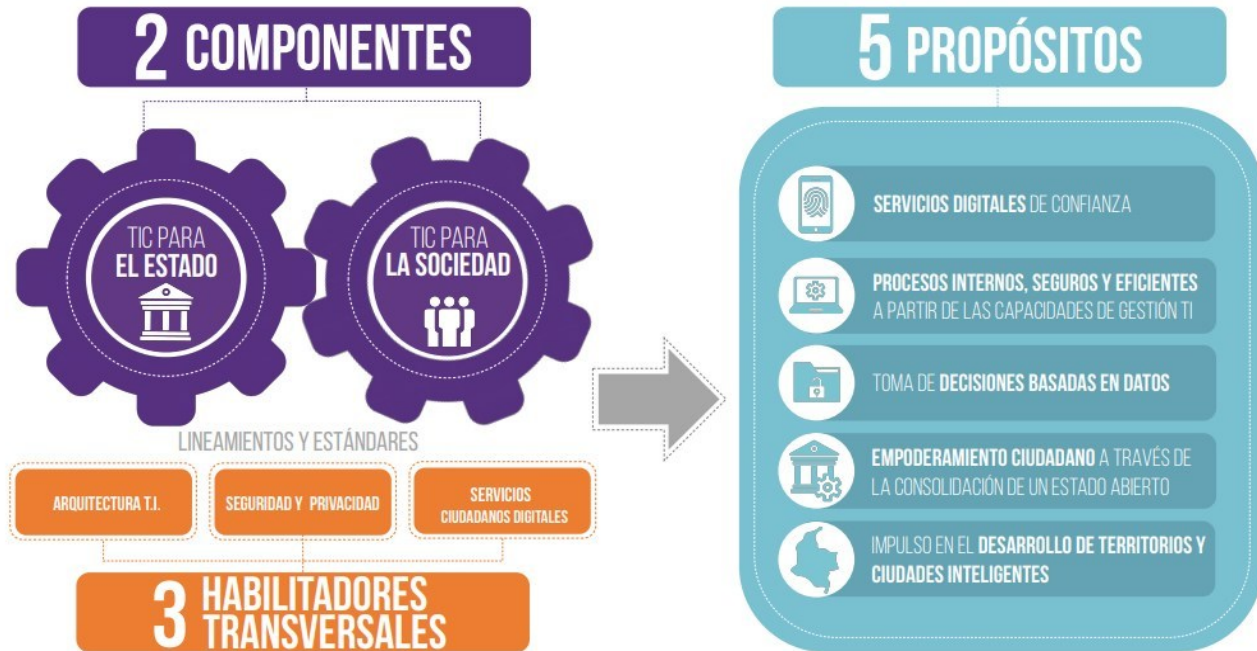 2 COMPONENTES
TIC PARA
EL ESTADO
TIC PARA
LA SOCIEDAD
LINEAMIENTOS Y ESTÁNDARES
ARQUITECTURA T.I.
SEGURIDAD Y PRIVACIDAD
SERVICIOS
CIUDADANOS DIGITALES
3 HABILITADORES
TRANSVERSALES
5 PROPÓSITOS
SERVICIOS DIGITALES DE CONFIANZA
PROCESOS INTERNOS, SEGUROS Y EFICIENTES
A PARTIR DE LAS CAPACIDADES DE GESTIÓN TI
TOMA DE DECISIONES BASADAS EN DATOS
EMPODERAMIENTO CIUDADANO A TRAVÉS DE
LA CONSOLIDACIÓN DE UN ESTADO ABIERTO
IMPULSO EN EL DESARROLLO DE TERRITORIOS Y
CIUDADES INTELIGENTES